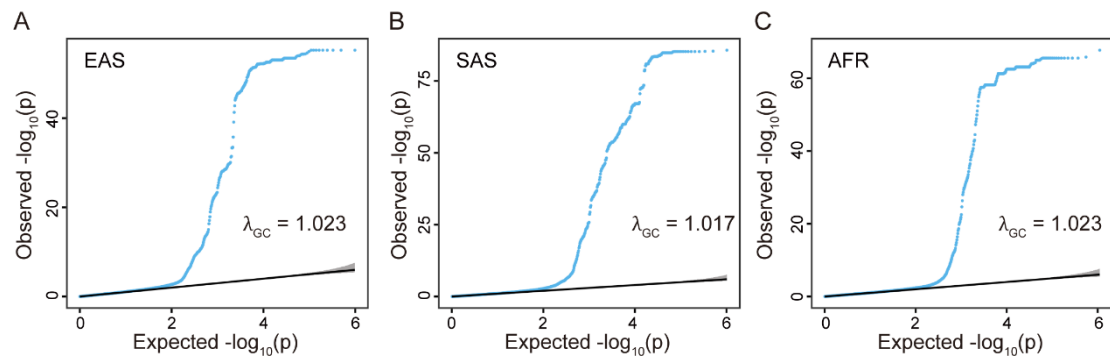 A
EAS
Observed -log10(p)
40
20
0
λGC = 1.023
0 2 4 6
Expected -log10(p)
B
SAS
Observed -log10(p)
75
50
25
0
λGC = 1.017
0 2 4 6
Expected -log10(p)
C
AFR
Observed -log10(p)
60
40
20
0
λGC = 1.023
0 2 4 6
Expected -log10(p)